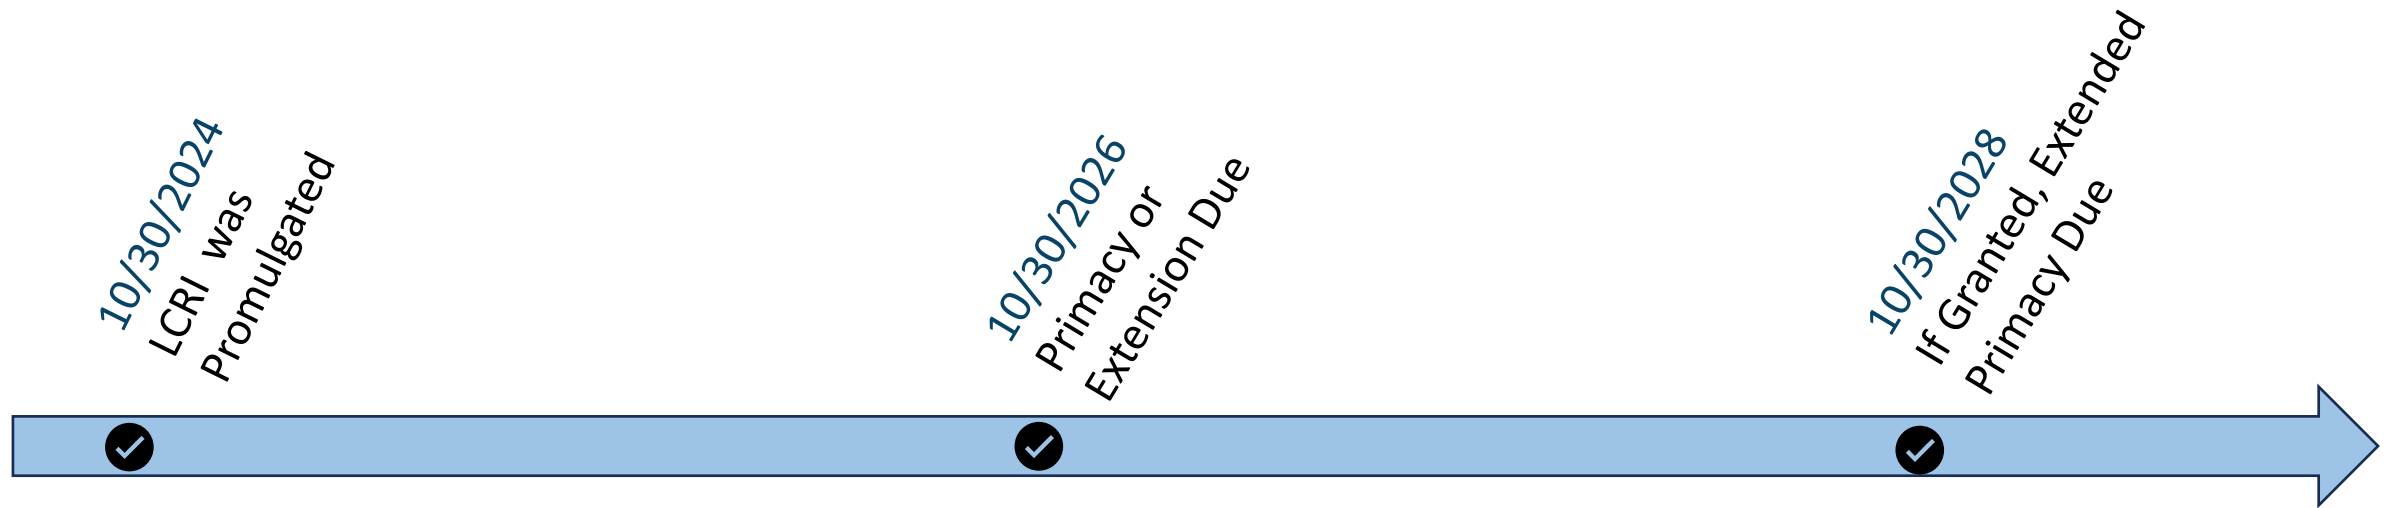 10/30/2024
LCRI was
Promulgated
10/30/2026
Primacy or
Extension Due
10/30/2028
If Granted, Extended
Primacy Due